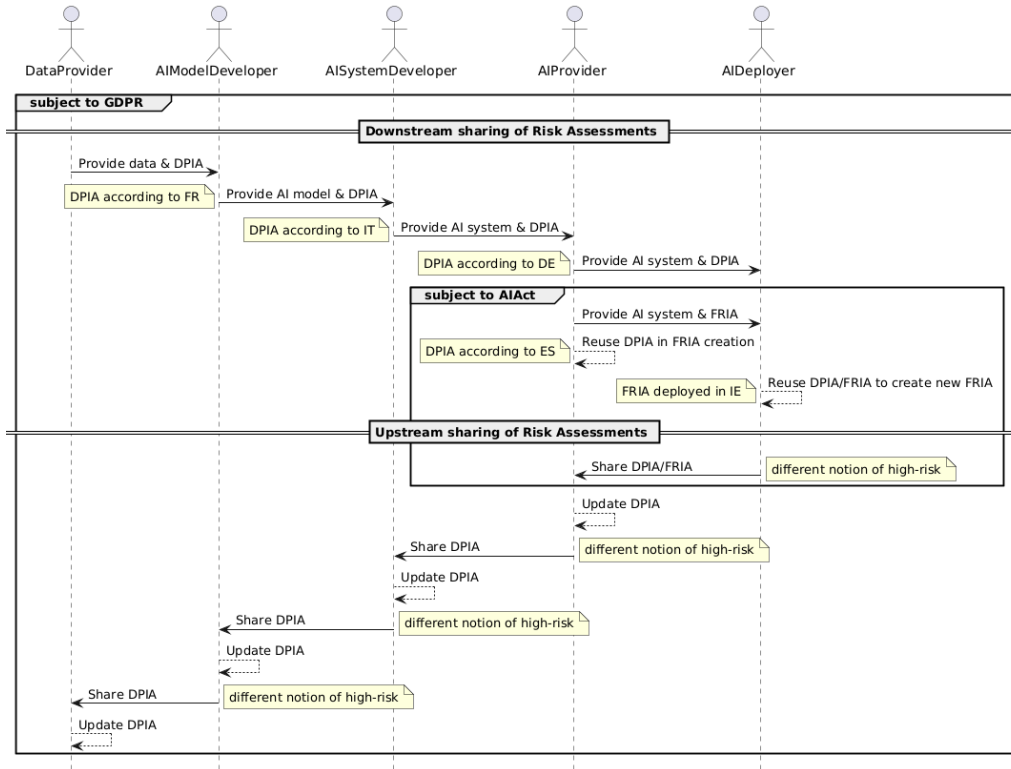 DataProvider AIModelDeveloper AISystemDeveloper AIProvider AIDeployer
subject to GDPR
Downstream sharing of Risk Assessments
Provide data & DPIA
DPIA according to FR
Provide AI model & DPIA
DPIA according to IT
Provide AI system & DPIA
DPIA according to DE
Provide AI system & DPIA
subject to AIAct
Provide AI system & FRIA
DPIA according to ES
Reuse DPIA in FRIA creation
FRIA deployed in IE
Reuse DPIA/FRIA to create new FRIA
Upstream sharing of Risk Assessments
Share DPIA/FRIA
different notion of high-risk
Update DPIA
Share DPIA
different notion of high-risk
Update DPIA
Share DPIA
different notion of high-risk
Update DPIA
Share DPIA
different notion of high-risk
Update DPIA